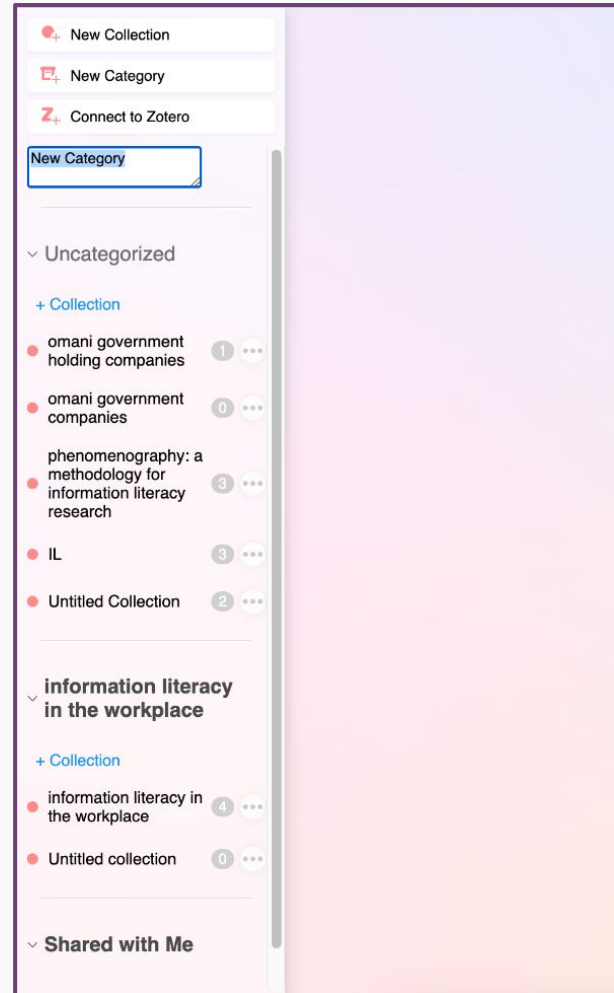 New Collection
New Category
Z+ Connect to Zotero
New Category
Uncategorized
+ Collection
omani government
holding companies
1
omani government
companies
0
phenomenography: a
methodology for
information literacy
research
3
IL
3
Untitled Collection
2
information literacy
in the workplace
+ Collection
information literacy in
the workplace
4
Untitled collection
0
Shared with Me